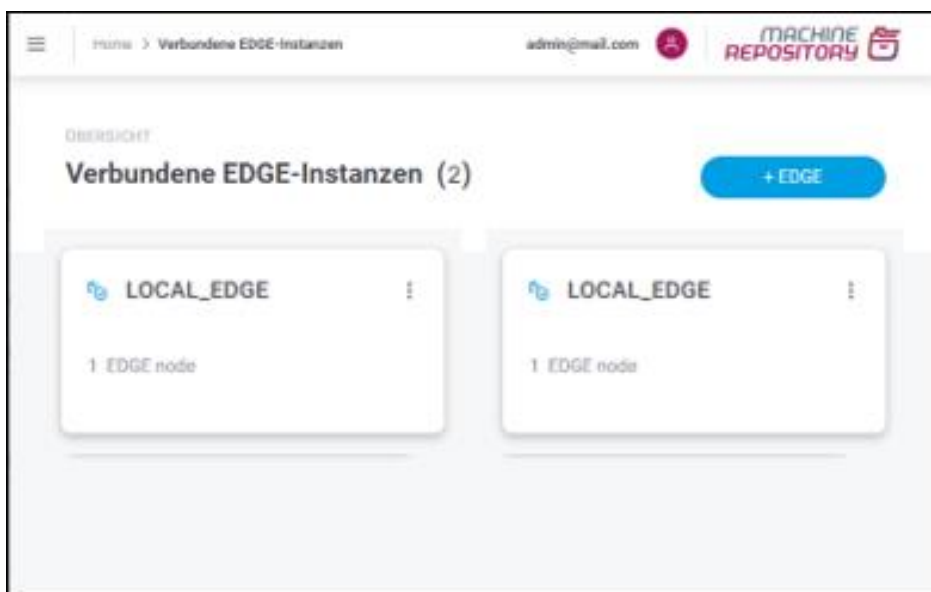 Home > Verbundene EDGE-Instanzen
admin@mail.com
MACHINE
REPOSITORY
ÜBERSICHT
Verbundene EDGE-Instanzen (2)
+ EDGE
LOCAL_EDGE
1 EDGE node
LOCAL_EDGE
1 EDGE node